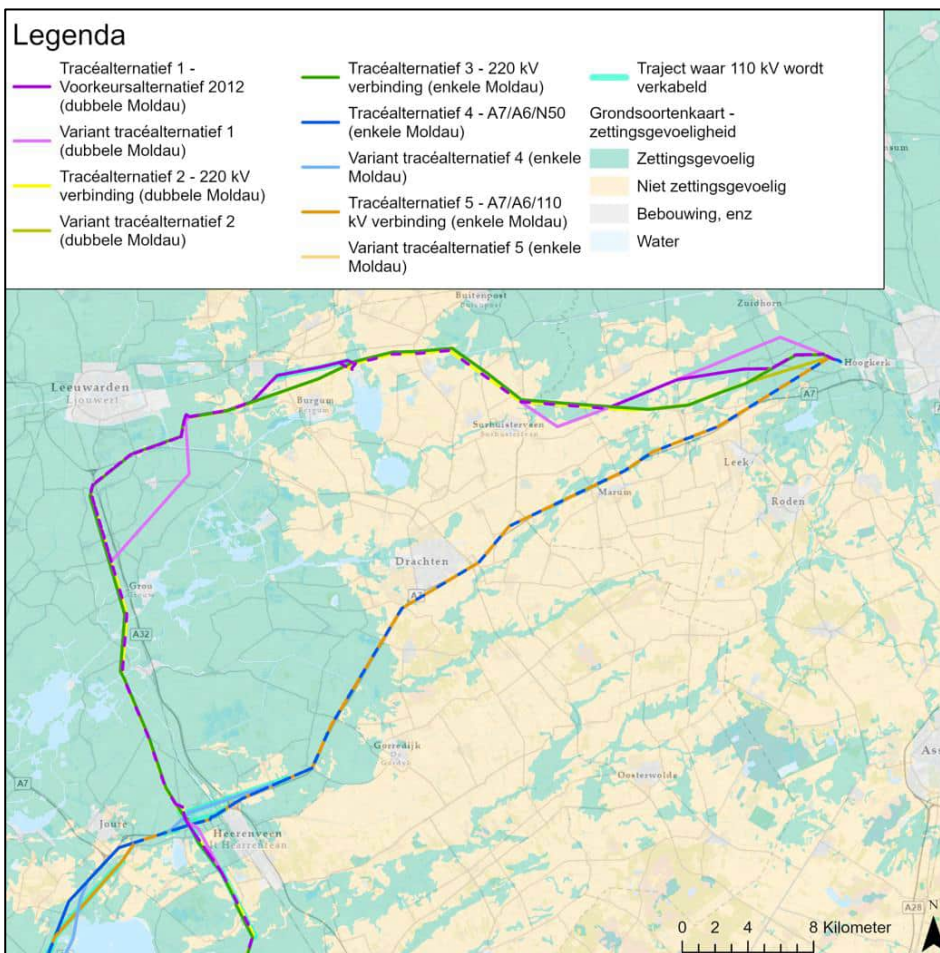 Legenda
Tracéalternatief 1 -
Voorkeursalternatief 2012
(dubbele Moldau)
Variant tracéalternatief 1
(dubbele Moldau)
Tracéalternatief 2 - 220 kV
verbinding (dubbele Moldau)
Variant tracéalternatief 2
(dubbele Moldau)
Tracéalternatief 3 - 220 kV
verbinding (enkele Moldau)
Tracéalternatief 4 - A7/A6/N50
(enkele Moldau)
Variant tracéalternatief 4 (enkele
Moldau)
Tracéalternatief 5 - A7/A6/110
kV verbinding (enkele Moldau)
Variant tracéalternatief 5 (enkele
Moldau)
Traject waar 110 kV wordt
verkabeld
Grondsoortenkaart -
zettingsgevoeligheid
Zettingsgevoelig
Niet zettingsgevoelig
Bebouwing, enz
Water
Buitenpost
Zuidhorn
Hoogkerk
Leeuwarden
Ljouwert
Burgum
Surhuisterveen
A7
Leek
Marum
Roden
Drachten
A7
Grou
A32
Gorredijk
Oosterwolde
Ass
A7
Joure
Heerenveen
It Hearrenfean
A28
N
0 2 4 8 Kilometer